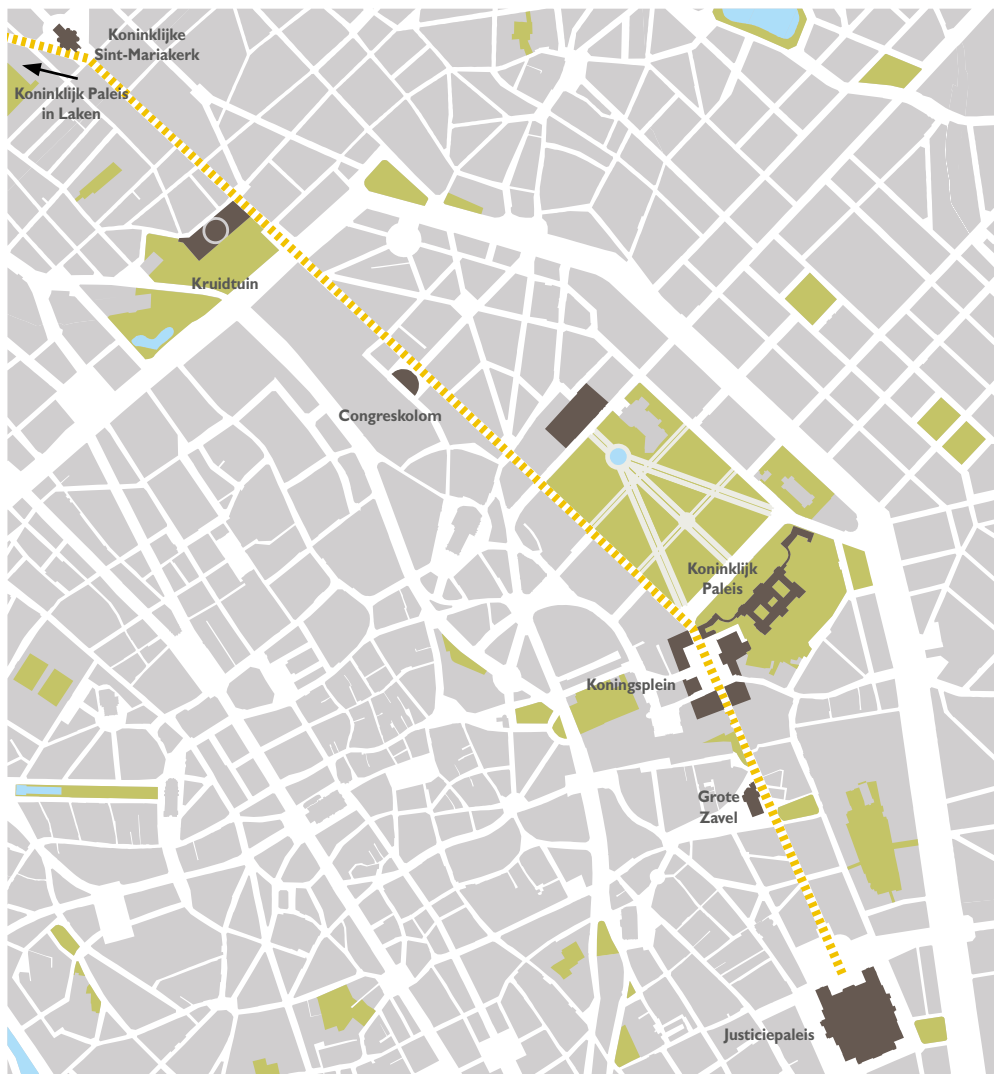 Koninklijke
Sint-Mariakerk
Koninklijk Paleis
in Laken
Kruidtuin
Congreskolom
Koninklijk
Paleis
Koningsplein
Grote
Zavel
Justiciepaleis